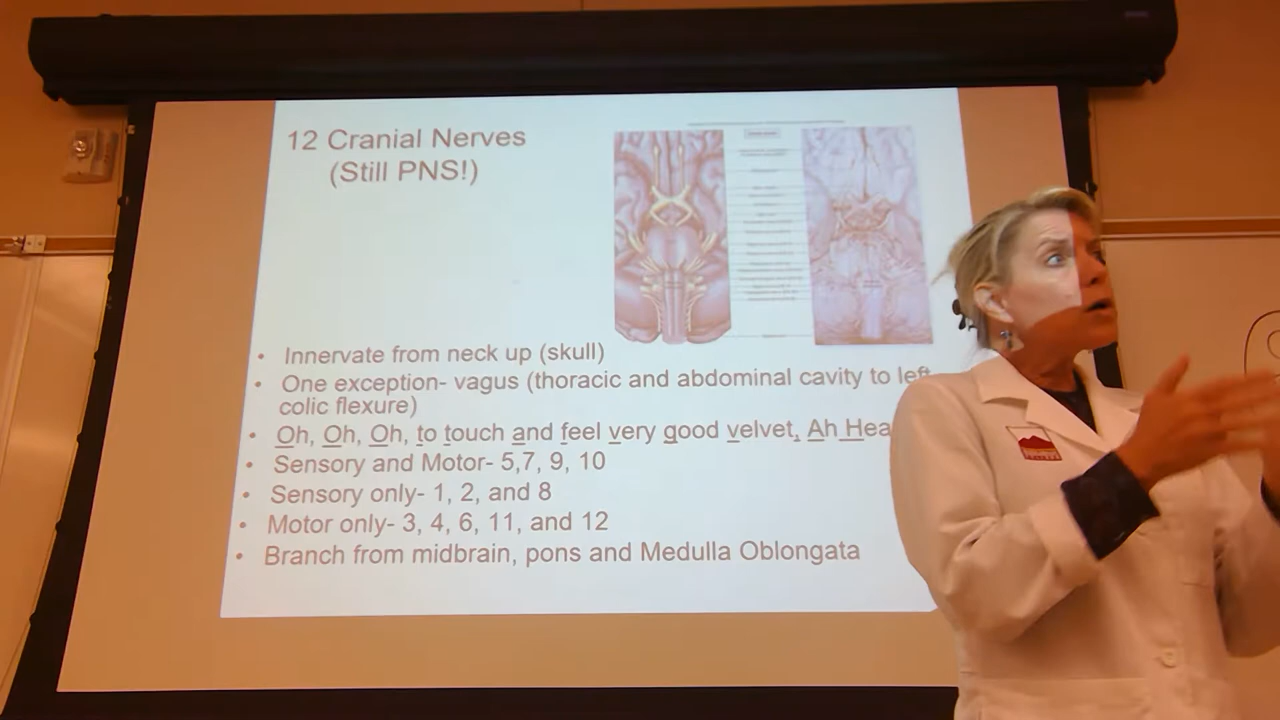 12 Cranial Nerves
(Still PNS!)
• Innervate from neck up (skull)
• One exception- vagus (thoracic and abdominal cavity to left
colic flexure)
• Oh, Oh, Oh, to touch and feel very good velvet, Ah Hea
• Sensory and Motor- 5,7, 9, 10
• Sensory only- 1, 2, and 8
• Motor only- 3, 4, 6, 11, and 12
• Branch from midbrain, pons and Medulla Oblongata